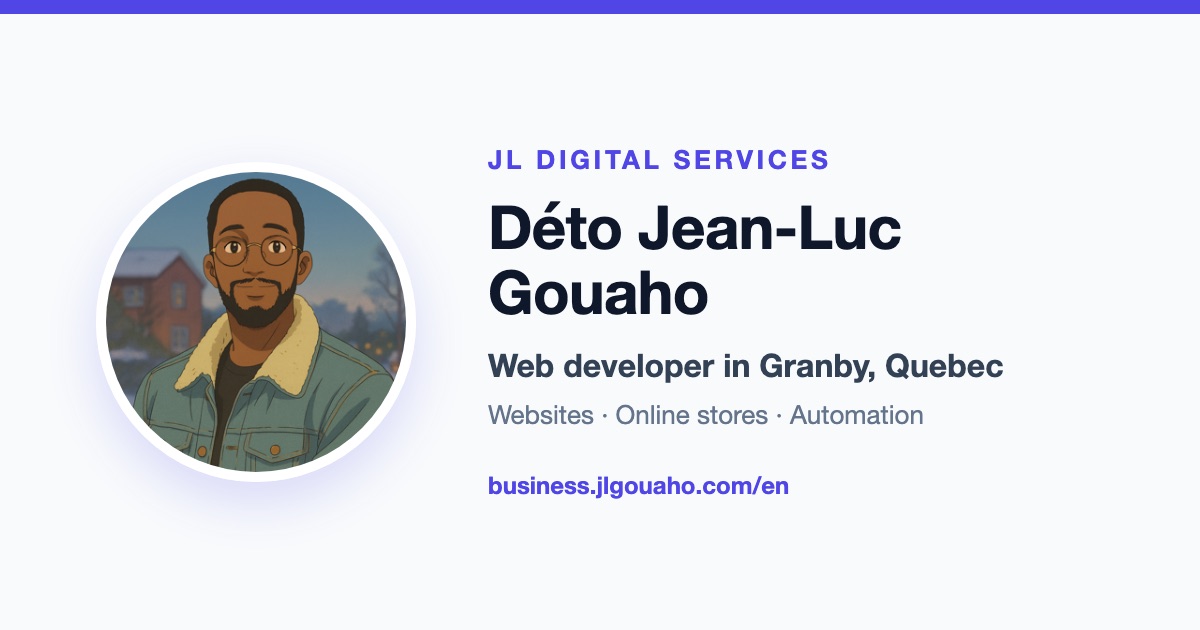 JL DIGITAL SERVICES
Déto Jean-Luc
Gouaho
Web developer in Granby, Quebec
Websites · Online stores · Automation
business.jlgouaho.com/en